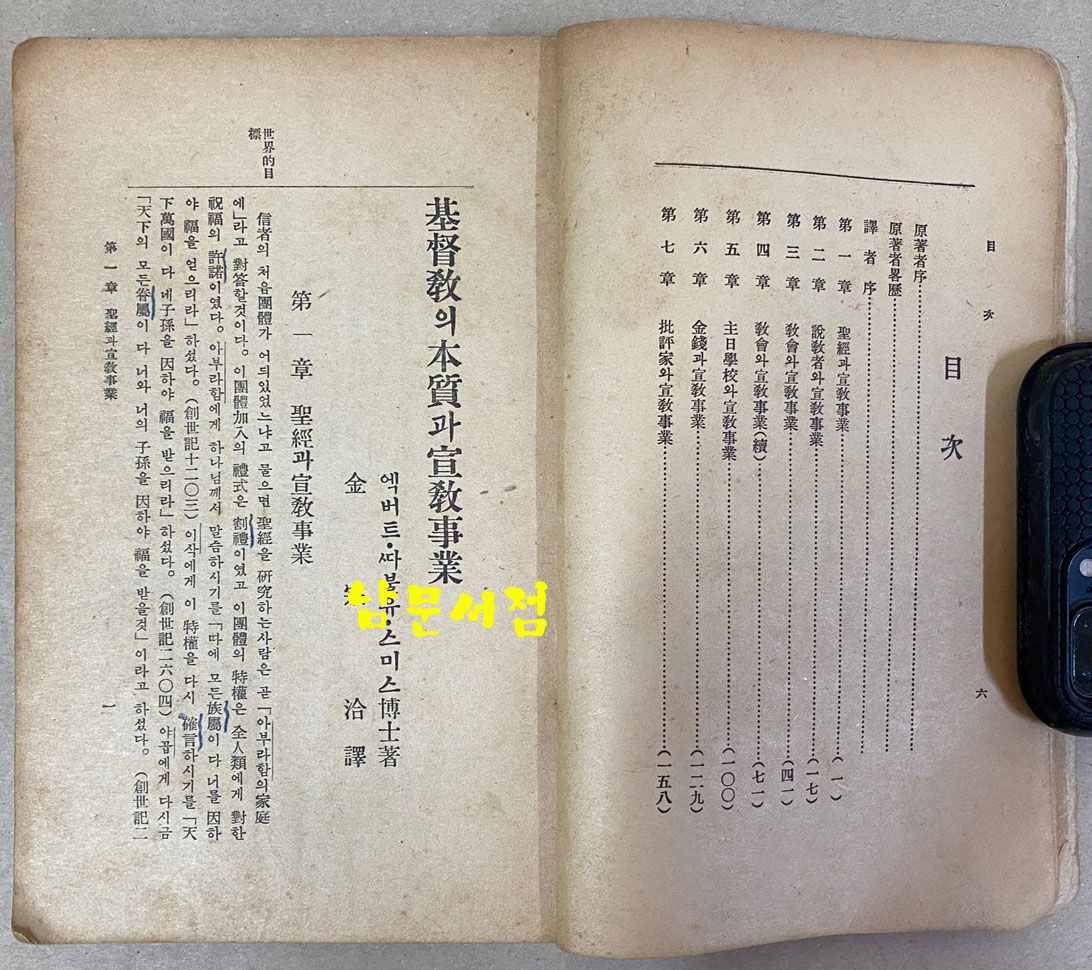 目次
六
目次
原著者序
原著者畧歷
譯者序
第一章 聖經과宣敎事業 (一)
第二章 說敎者와宣敎事業 (一七)
第三章 敎會와宣敎事業 (四一)
第四章 敎會와宣敎事業(續) (七一)
第五章 主日學校와宣敎事業 (一〇〇)
第六章 金錢과宣敎事業 (一二九)
第七章 批評家와宣敎事業 (一五八)
基督敎의本質과宣敎事業
엑버트·싸불유·스미스博士著
金 洽 譯
남문서점
第一章 聖經과宣敎事業
世界的目標
信者의 처음團體가 어듸있었느냐고 물으면 聖經을 硏究하는사람은 곧「아부라함의家庭
에」라고 對答할것이다。이團體加入의 禮式은 割禮이였고 이團體의 特權은 全人類에게 對한
祝福의 許諾이였다。아부라함에게 하나님께서 말슴하시기를「따에 모든族屬이 다 너를 因하
야 福을 얻으리라」하셨다。(創世記十二〇三) 이삭에게 이 特權을 다시 確言하시기를「天
下萬國이 다 네子孫을 因하야 福을 받으리라」하셨다。(創世記二六〇四) 야곱에게 다시금
「天下의 모든眷屬이 다 너와 너의 子孫을 因하야 福을 받을것」이라고 하셨다。(創世記二
第一章 聖經과宣敎事業
一